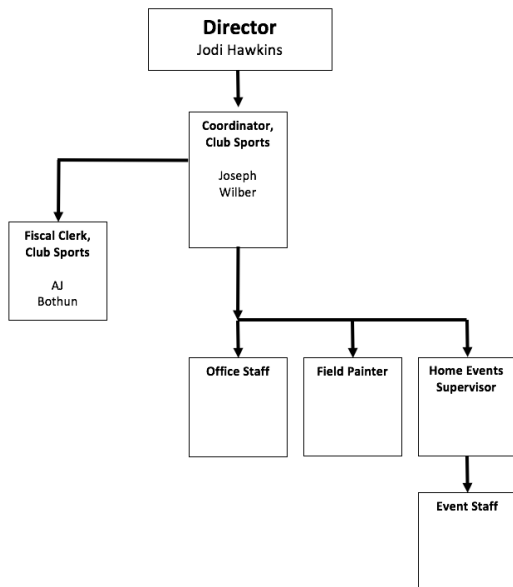 Director
Jodi Hawkins
Coordinator,
Club Sports
Joseph
Wilber
Fiscal Clerk,
Club Sports
AJ
Bothun
Office Staff
Field Painter
Home Events
Supervisor
Event Staff